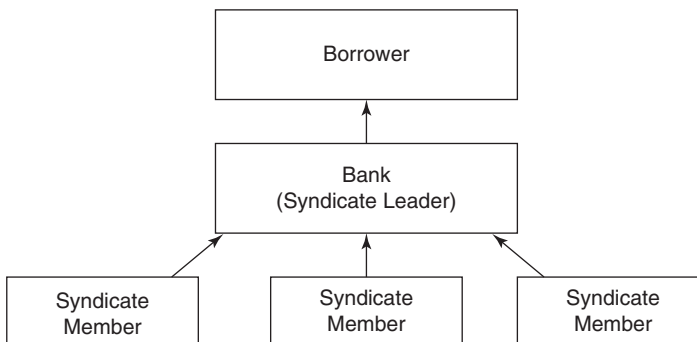 Borrower
Bank
(Syndicate Leader)
Syndicate
Member
Syndicate
Member
Syndicate
Member